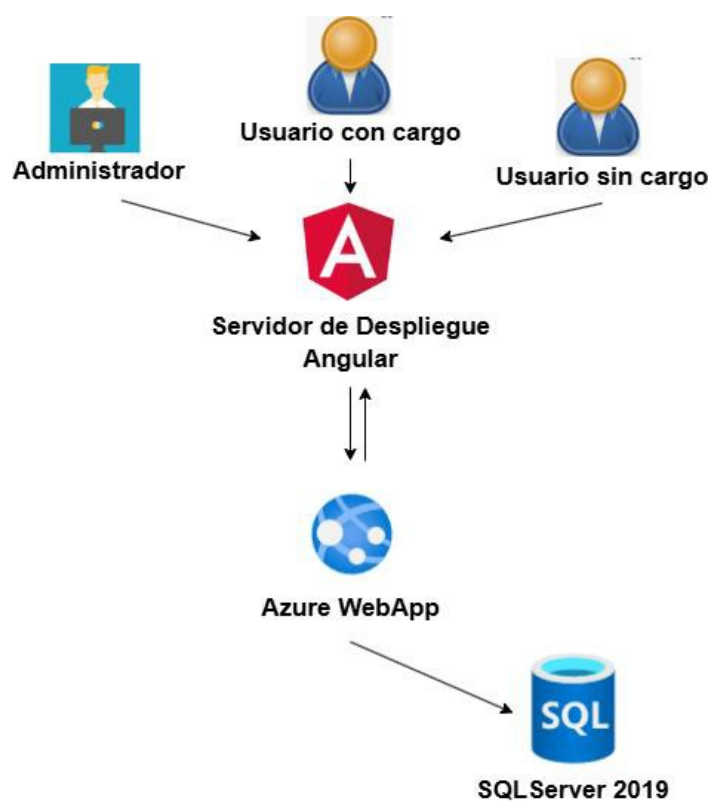 Usuario con cargo
Administrador
Usuario sin cargo
A
Servidor de Despliegue
Angular
Azure WebApp
SQL
SQLServer 2019